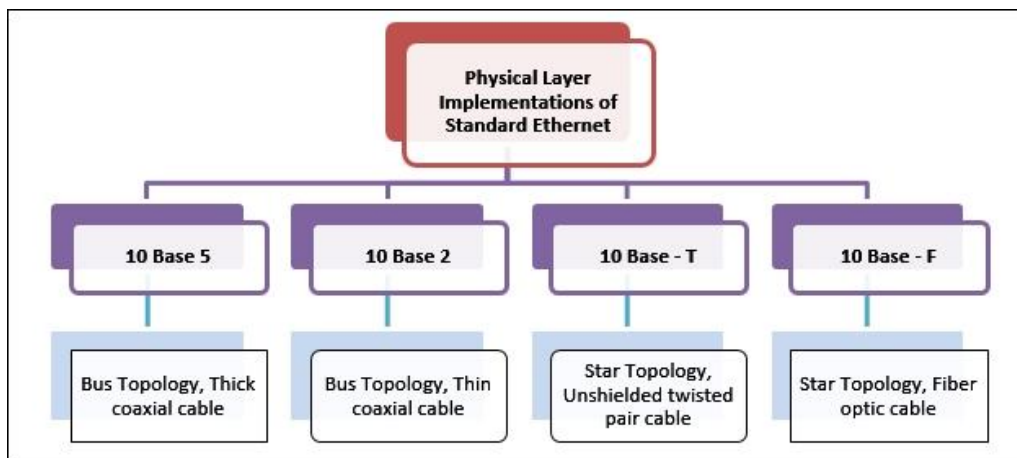 Physical Layer
Implementations of
Standard Ethernet
10 Base 5
10 Base 2
10 Base - T
10 Base - F
Bus Topology, Thick
coaxial cable
Bus Topology, Thin
coaxial cable
Star Topology,
Unshielded twisted
pair cable
Star Topology, Fiber
optic cable